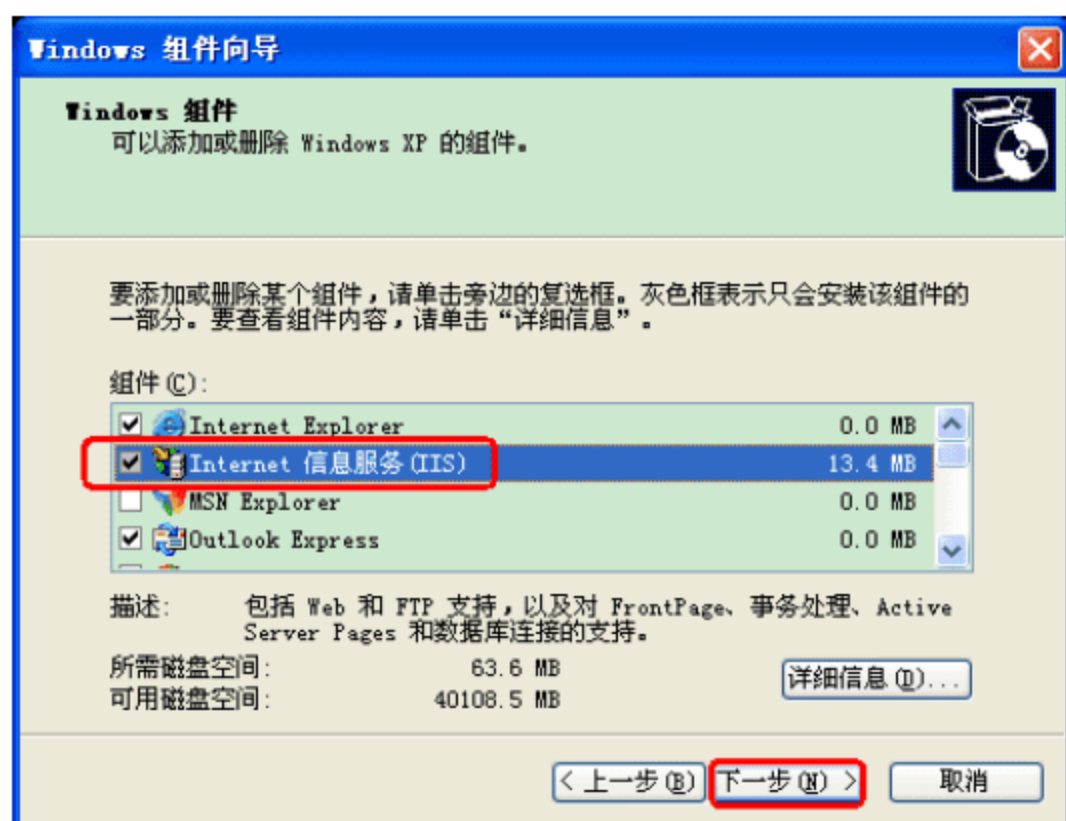 Windows 组件向导
Windows 组件
可以添加或删除 Windows XP 的组件。
要添加或删除某个组件，请单击旁边的复选框。灰色框表示只会安装该组件的
一部分。要查看组件内容，请单击“详细信息”。
组件(C):
Internet Explorer 0.0 MB
Internet 信息服务(IIS) 13.4 MB
MSN Explorer 0.0 MB
Outlook Express 0.0 MB
描述: 包括 Web 和 FTP 支持，以及对 FrontPage、事务处理、Active
Server Pages 和数据库连接的支持。
所需磁盘空间: 63.6 MB
可用磁盘空间: 40108.5 MB
详细信息(D)...
< 上一步(B) 下一步(N) > 取消